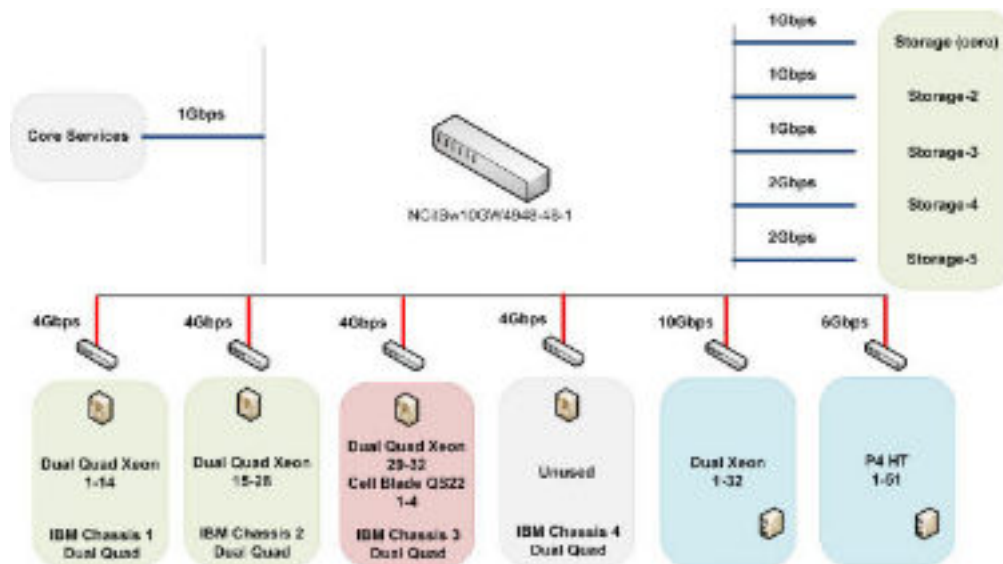 1Gbps
Storage (core)
1Gbps
Storage-2
1Gbps
Core Services
1Gbps
Storage-3
2Gbps
Storage-4
2Gbps
Storage-5
4Gbps
4Gbps
4Gbps
4Gbps
10Gbps
6Gbps
Dual Quad Xeon
1-14
IBM Chassis 1
Dual Quad
Dual Quad Xeon
15-28
IBM Chassis 2
Dual Quad
Dual Quad Xeon
29-32
Cell Blade QS22
1-4
IBM Chassis 3
Dual Quad
Unused
IBM Chassis 4
Dual Quad
Dual Xeon
1-32
P4 HT
1-51